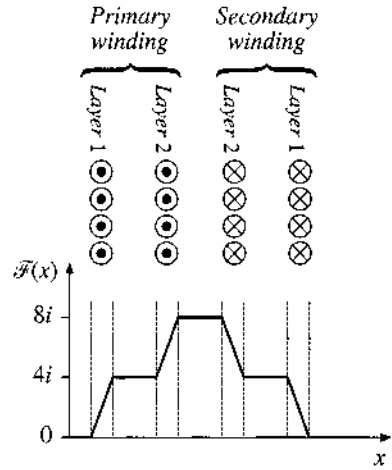 Primary
winding
Secondary
winding
Layer 1
Layer 2
Layer 2
Layer 1
ℱ(x)
8i
4i
0
x